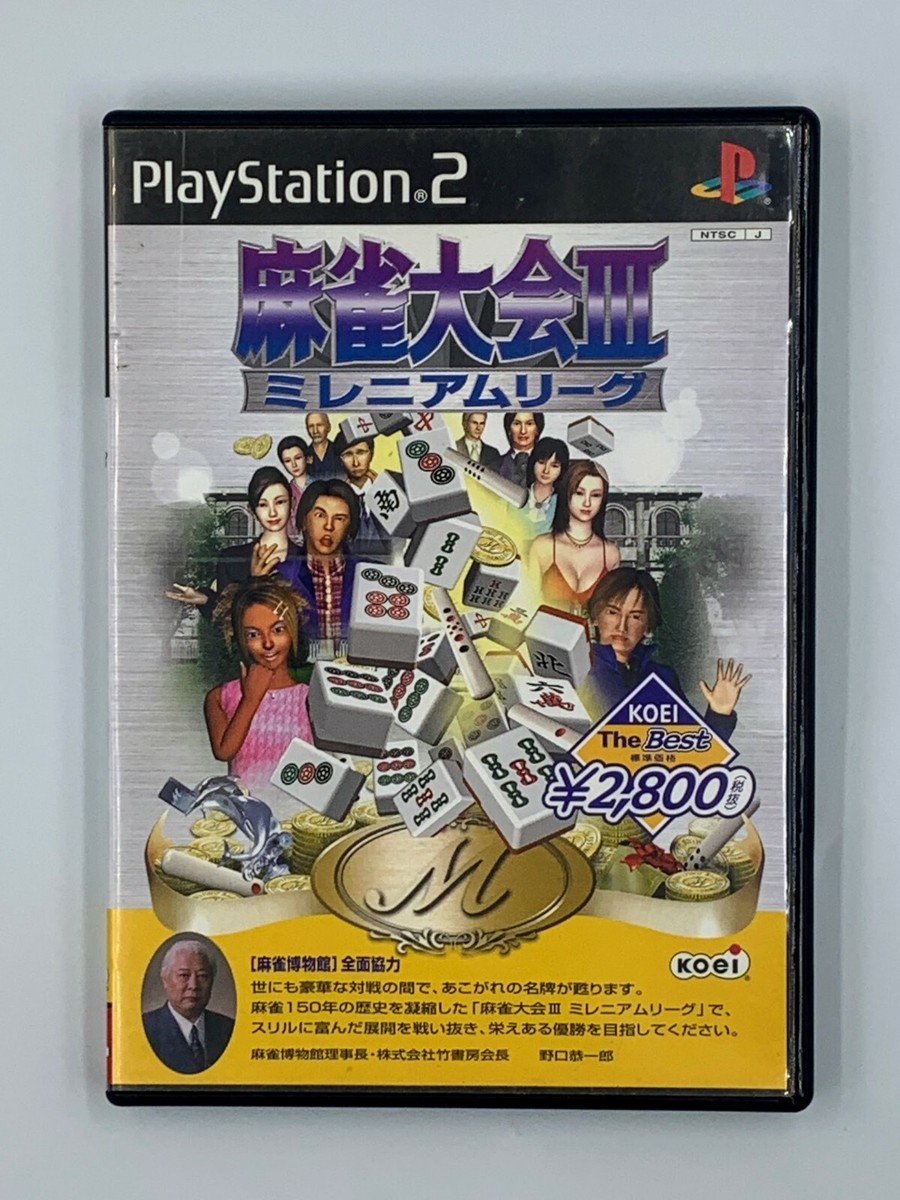 PlayStation®2
NTSC J
麻雀大会III
ミレニアムリーグ
南
北
六萬
KOEI
The Best
標準価格
¥2,800(税抜)
M
[麻雀博物館]全面協力
世にも豪華な対戦の間で、あこがれの名牌が甦ります。
麻雀150年の歴史を凝縮した「麻雀大会III ミレニアムリーグ」で、
スリルに富んだ展開を戦い抜き、栄えある優勝を目指してください。
麻雀博物館理事長・株式会社竹書房会長 野口恭一郎
KOEI®